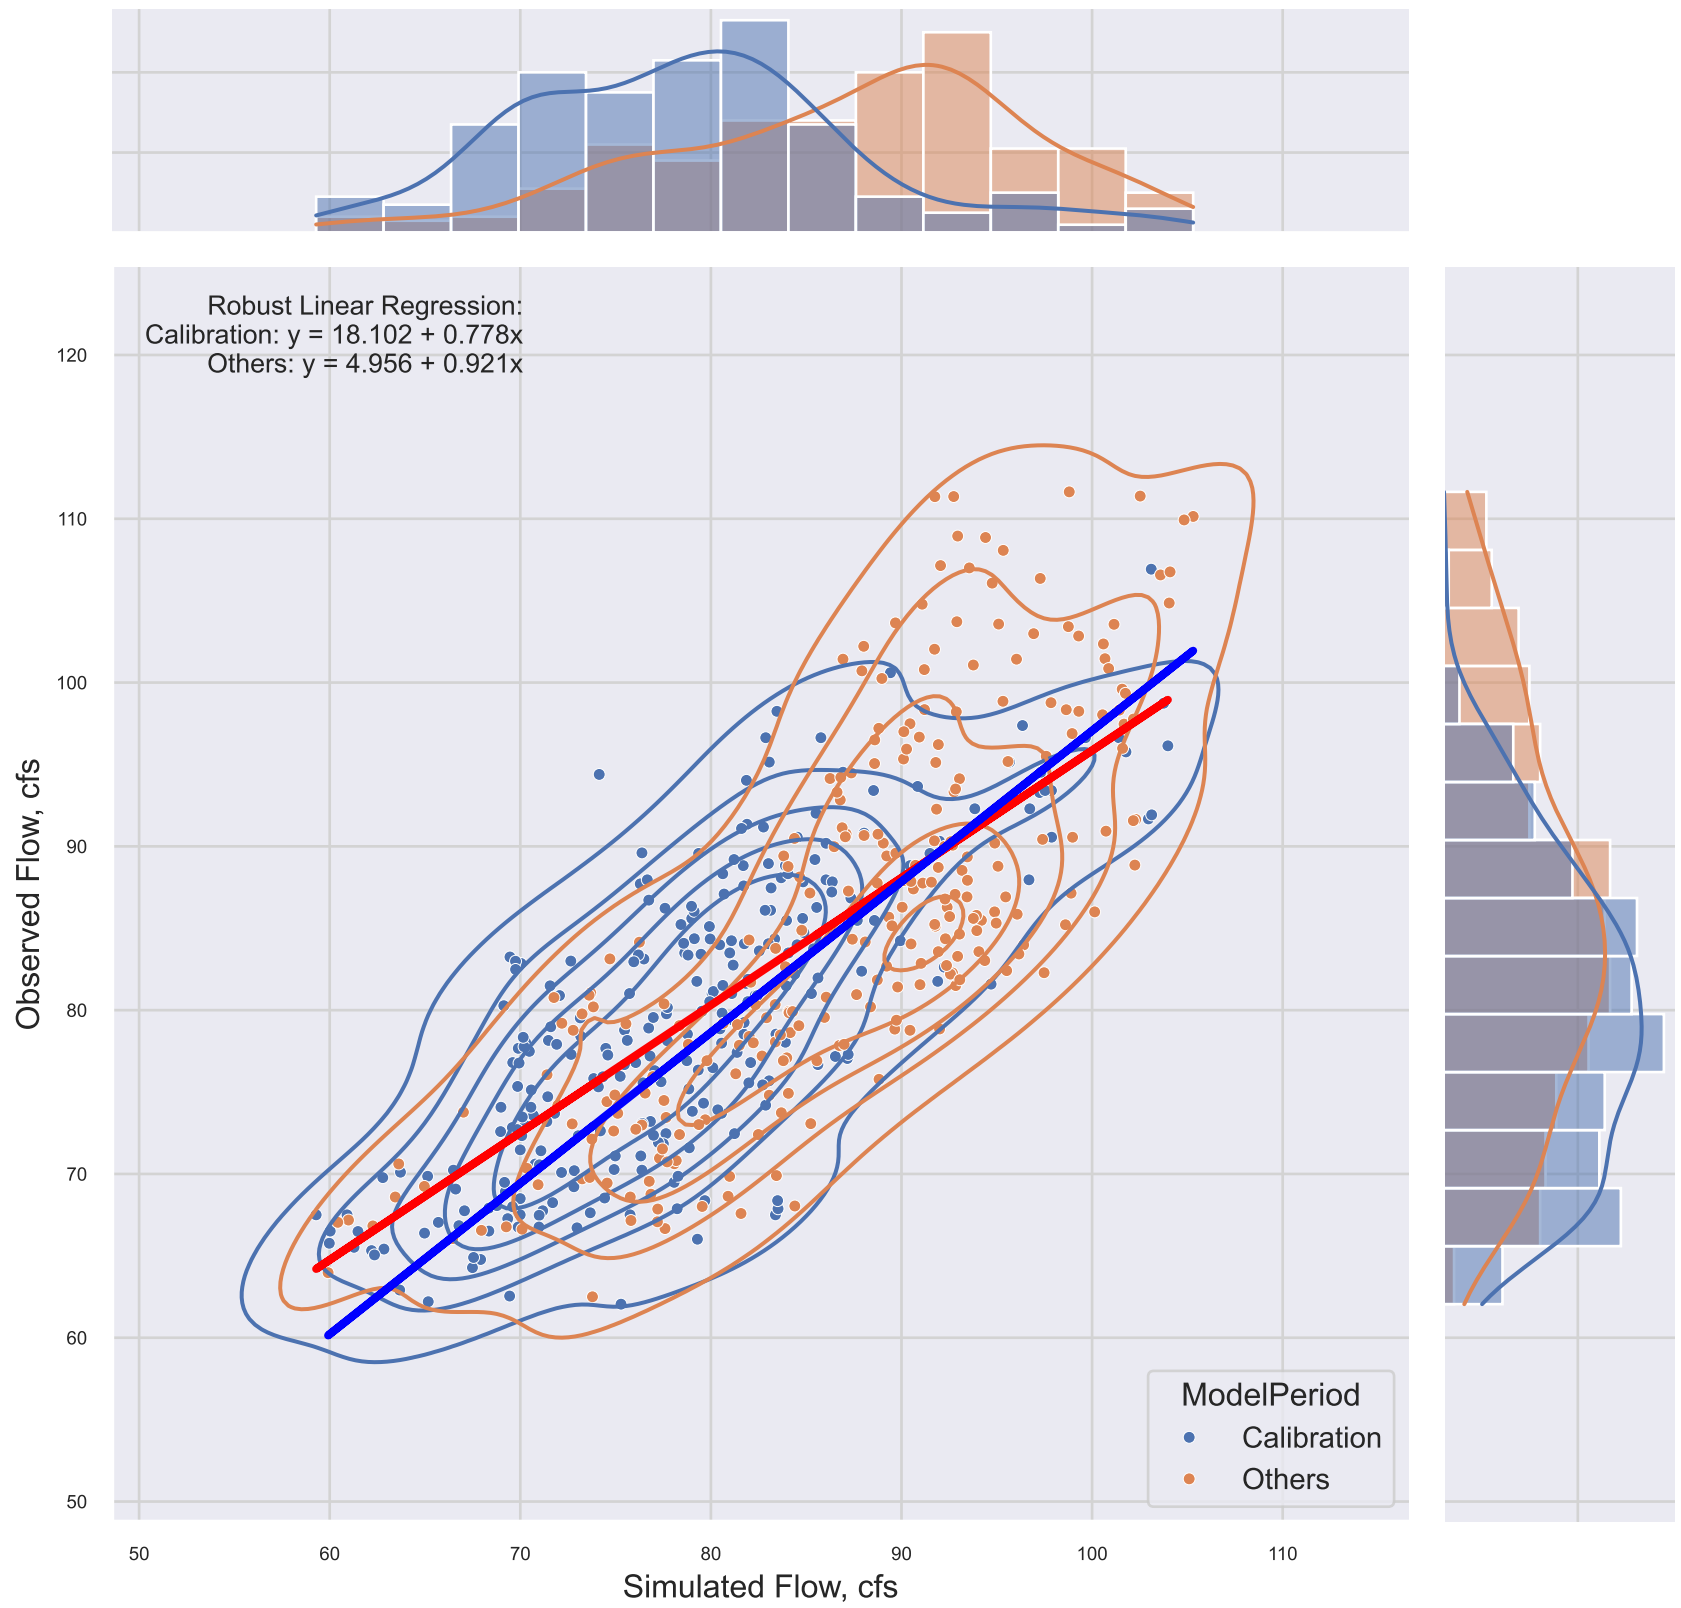 Robust Linear Regression:
Calibration: y = 18.102 + 0.778x
Others: y = 4.956 + 0.921x
120
110
100
90
80
70
60
50
Observed Flow, cfs
ModelPeriod
Calibration
Others
50 60 70 80 90 100 110
Simulated Flow, cfs